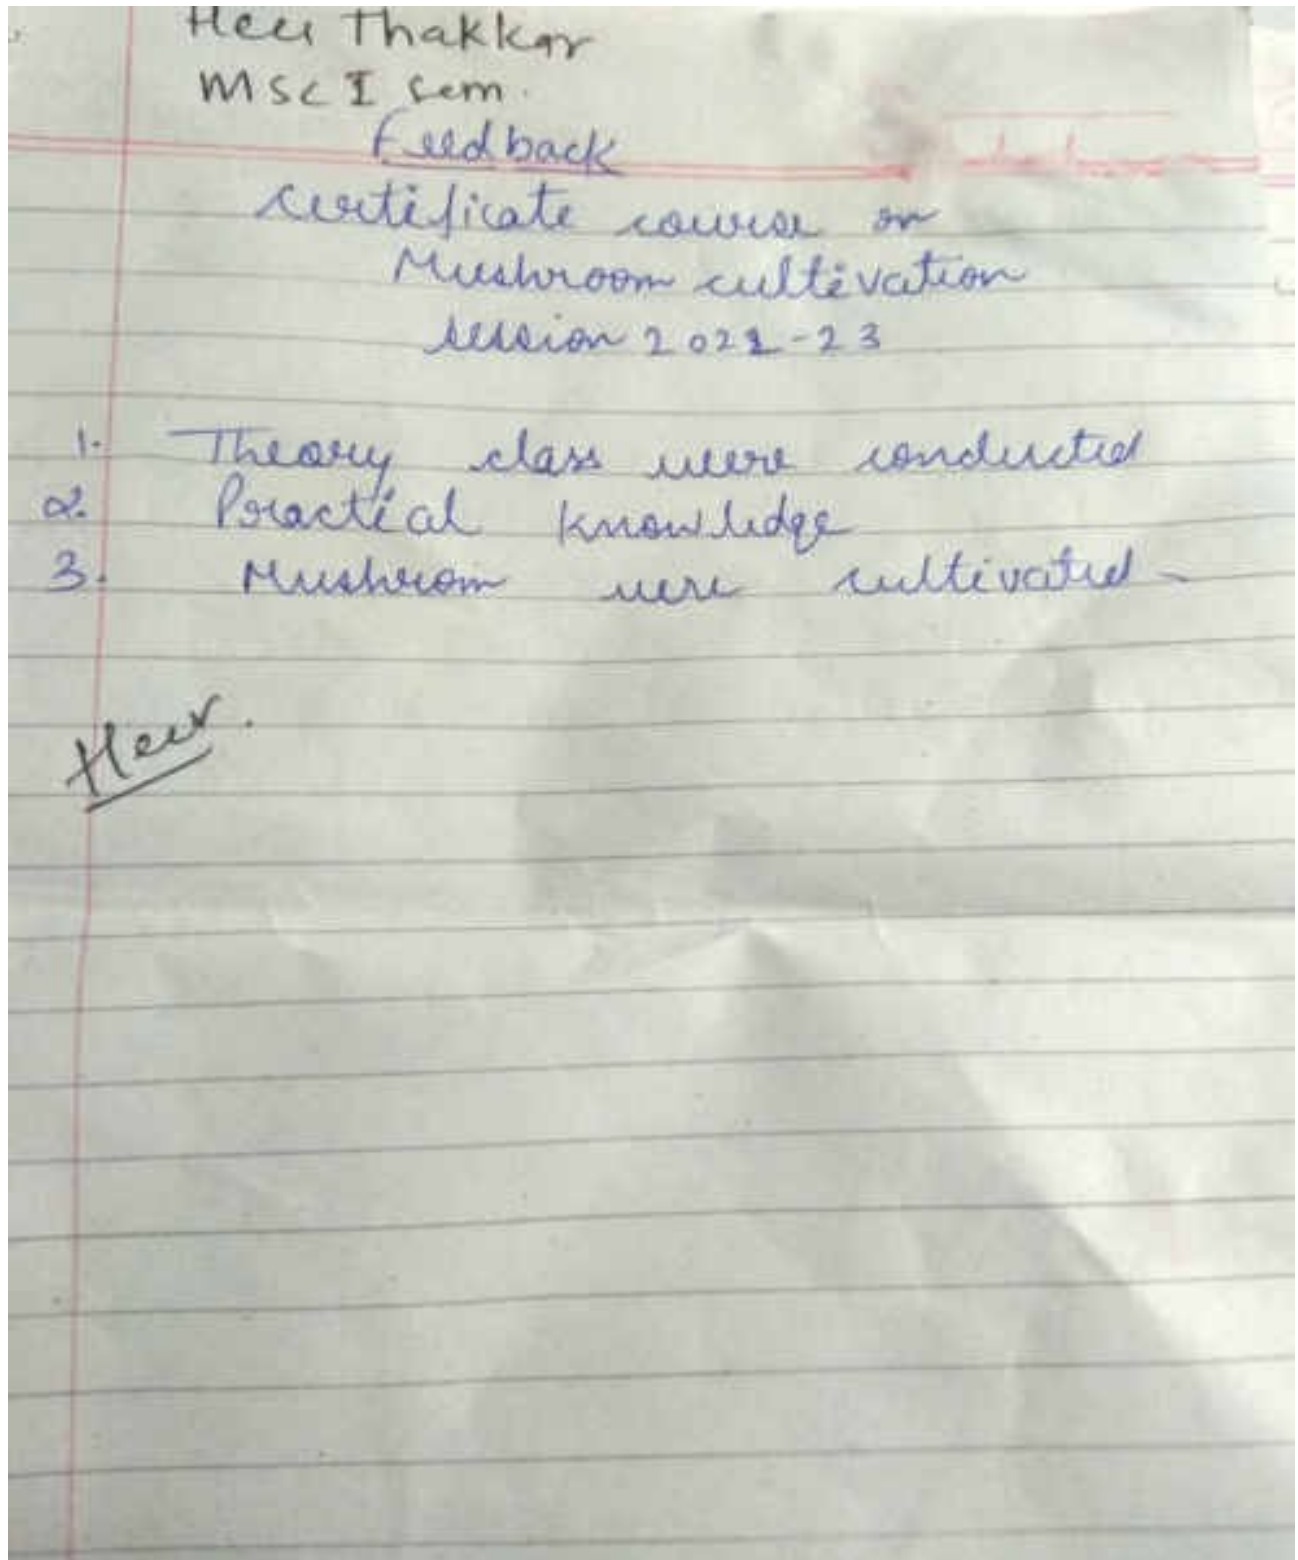 Heer Thakkar
MSc I sem.
Feedback
certificate course on
Mushroom cultivation
session 2022-23
1. Theory class were conducted
2. Practical Knowledge
3. Mushrom were cultivated
Heer.